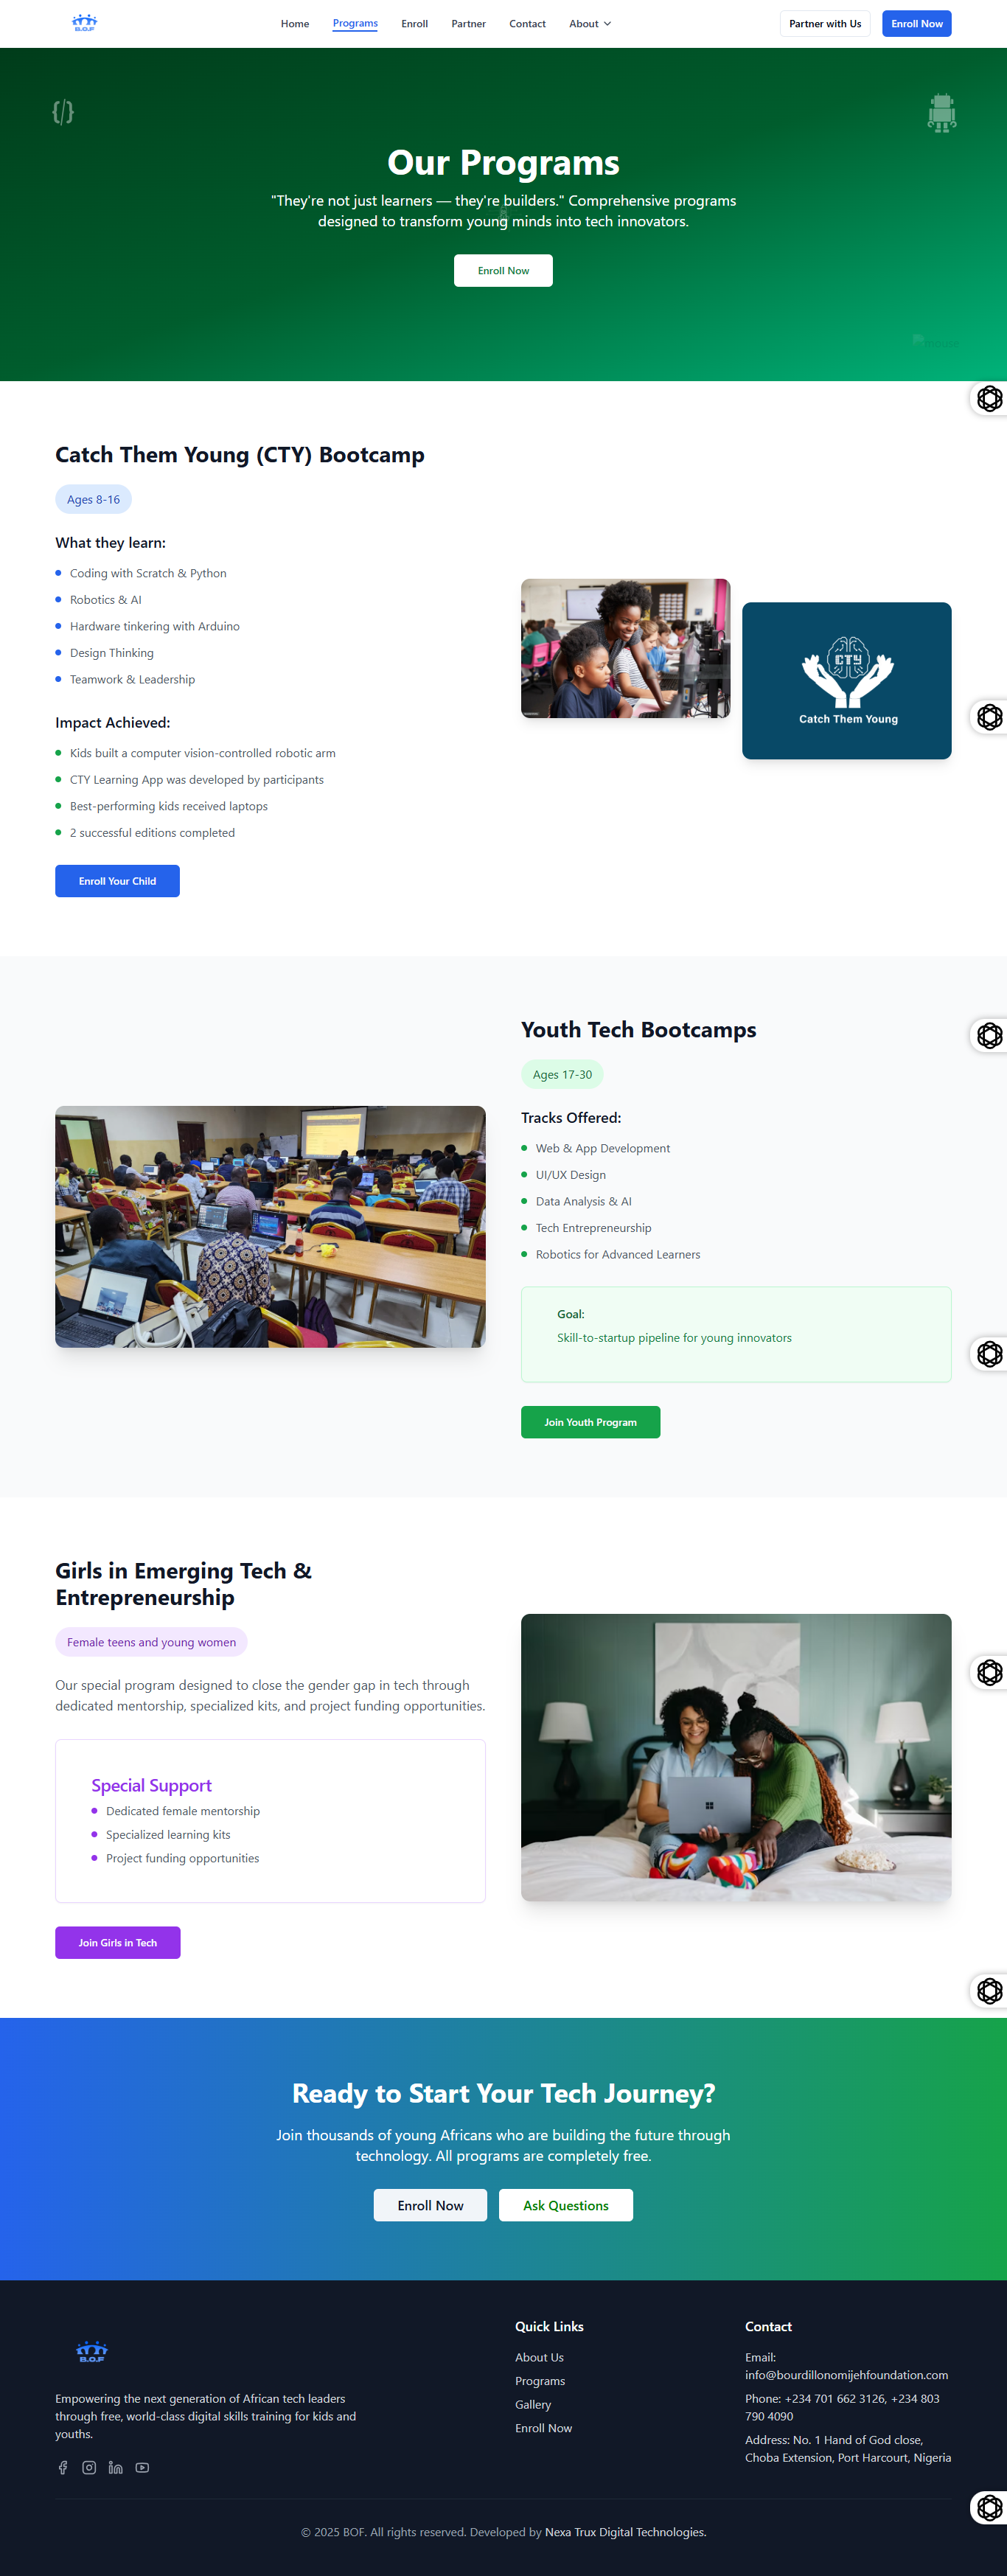 B.O.F
Home
Programs
Enroll
Partner
Contact
About
Partner with Us
Enroll Now
Our Programs
"They're not just learners — they're builders." Comprehensive programs
designed to transform young minds into tech innovators.
Enroll Now
Catch Them Young (CTY) Bootcamp
Ages 8-16
What they learn:
Coding with Scratch & Python
Robotics & AI
Hardware tinkering with Arduino
Design Thinking
Teamwork & Leadership
Impact Achieved:
Kids built a computer vision-controlled robotic arm
CTY Learning App was developed by participants
Best-performing kids received laptops
2 successful editions completed
Enroll Your Child
CTY
Catch Them Young
Youth Tech Bootcamps
Ages 17-30
Tracks Offered:
Web & App Development
UI/UX Design
Data Analysis & AI
Tech Entrepreneurship
Robotics for Advanced Learners
Goal:
Skill-to-startup pipeline for young innovators
Join Youth Program
Girls in Emerging Tech &
Entrepreneurship
Female teens and young women
Our special program designed to close the gender gap in tech through
dedicated mentorship, specialized kits, and project funding opportunities.
Special Support
Dedicated female mentorship
Specialized learning kits
Project funding opportunities
Join Girls in Tech
Ready to Start Your Tech Journey?
Join thousands of young Africans who are building the future through
technology. All programs are completely free.
Enroll Now
Ask Questions
B.O.F
Empowering the next generation of African tech leaders
through free, world-class digital skills training for kids and
youths.
Quick Links
About Us
Programs
Gallery
Enroll Now
Contact
Email:
info@bourdillonomijehfoundation.com
Phone: +234 701 662 3126, +234 803
790 4090
Address: No. 1 Hand of God close,
Choba Extension, Port Harcourt, Nigeria
© 2025 BOF. All rights reserved. Developed by Nexa Trux Digital Technologies.